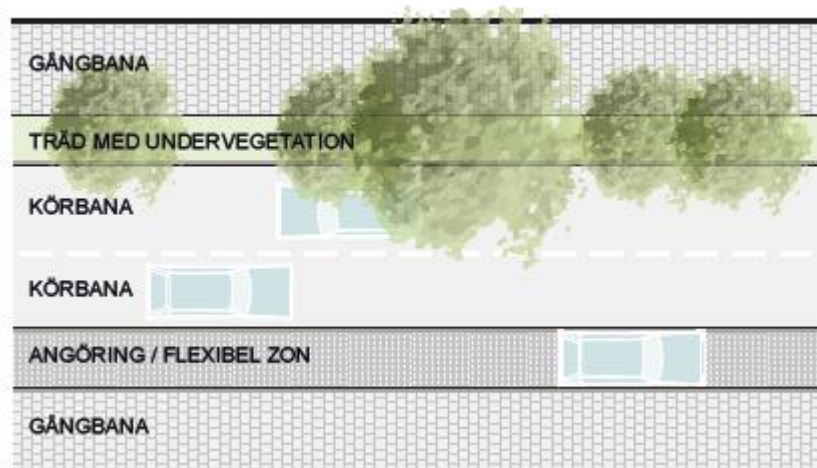 GÅNGBANA
TRÄD MED UNDERVEGETATION
KÖRBANA
KÖRBANA
ANGÖRING / FLEXIBEL ZON
GÅNGBANA